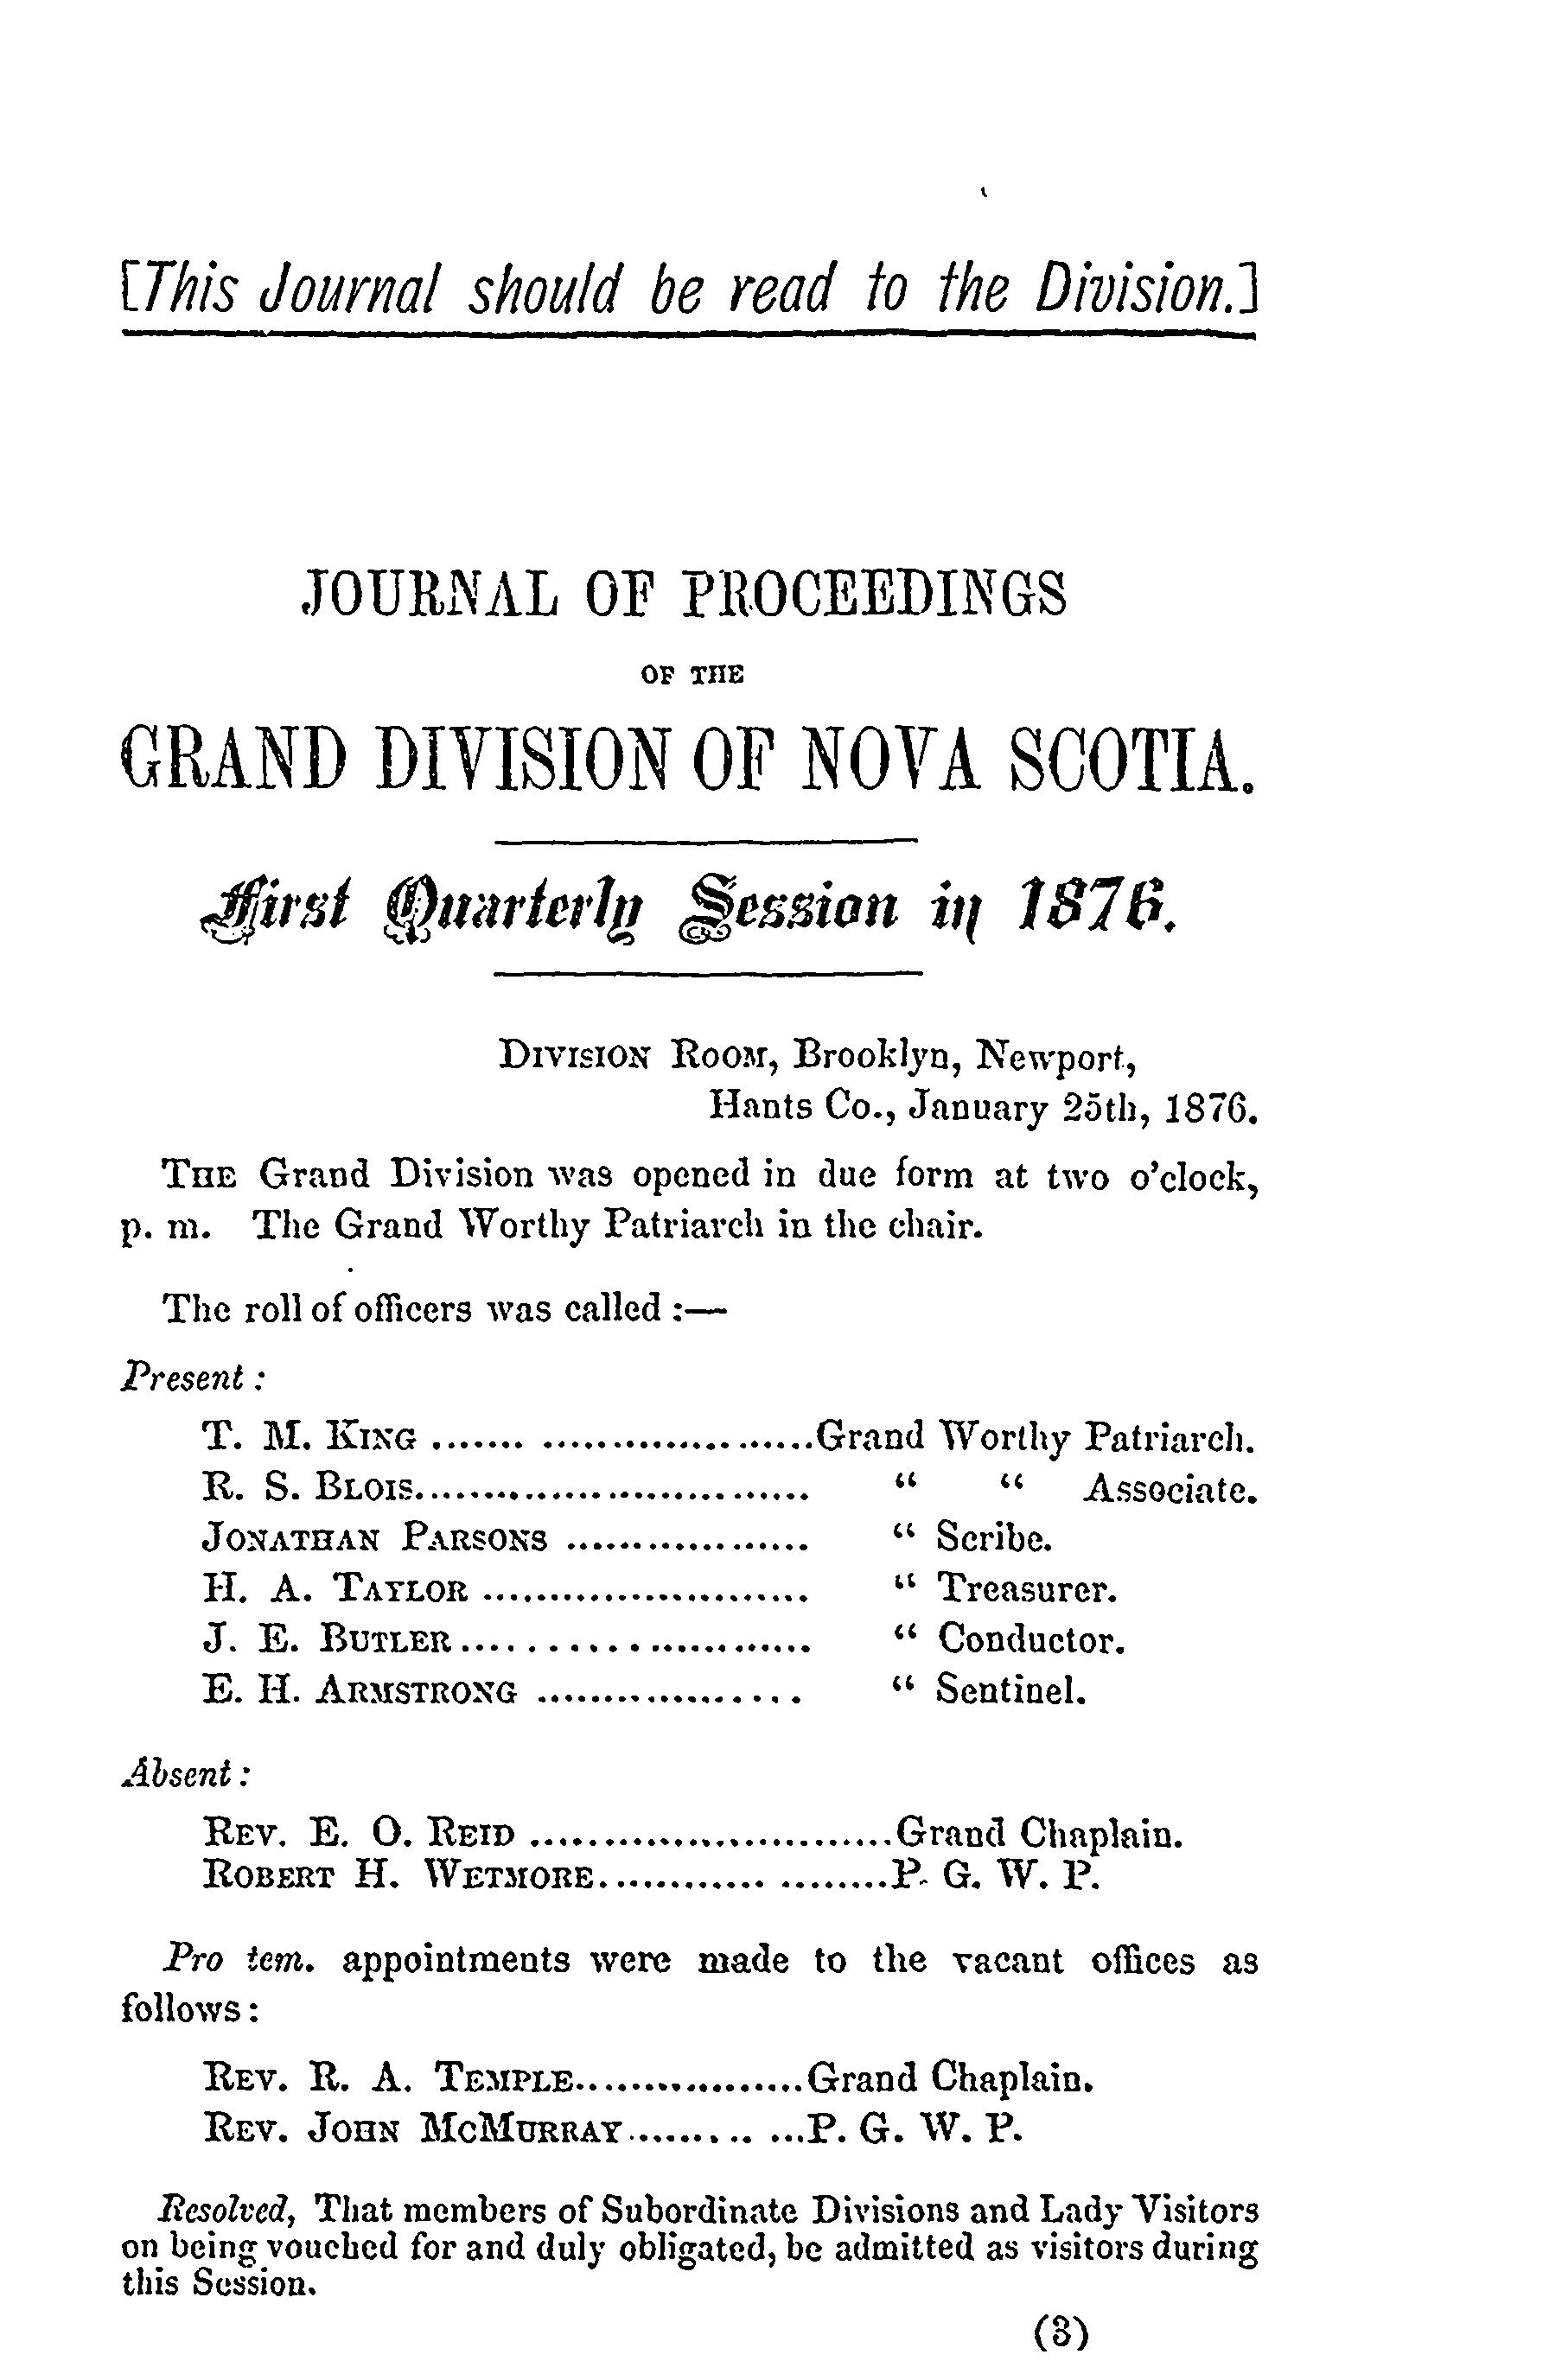 [This Journal should be read to the Division.]
JOURNAL OF PROCEEDINGS
OF THE
GRAND DIVISION OF NOVA SCOTIA.
First Quarterly Session in 1876.
DIVISION ROOM, Brooklyn, Newport,
Hants Co., January 25th, 1876.
THE Grand Division was opened in due form at two o'clock,
p. m. The Grand Worthy Patriarch in the chair.
The roll of officers was called :—
Present :
T. M. KING ....... .....................Grand Worthy Patriarch.
R. S. BLOIS.............................. " " Associate.
JONATHAN PARSONS .................. " Scribe.
H. A. TAYLOR ......................... " Treasurer.
J. E. BUTLER.......................... " Conductor.
E. H. ARMSTRONG .................... " Sentinel.
Absent :
REV. E. O. REID ...........................Grand Chaplain.
ROBERT H. WETMORE............ ........P. G. W. P.
Pro tem. appointments were made to the vacant offices as
follows :
REV. R. A. TEMPLE.................Grand Chaplain.
REV. JOHN MCMURRAY......... ...P. G. W. P.
Resolved, That members of Subordinate Divisions and Lady Visitors
on being vouched for and duly obligated, be admitted as visitors during
this Session.
(3)